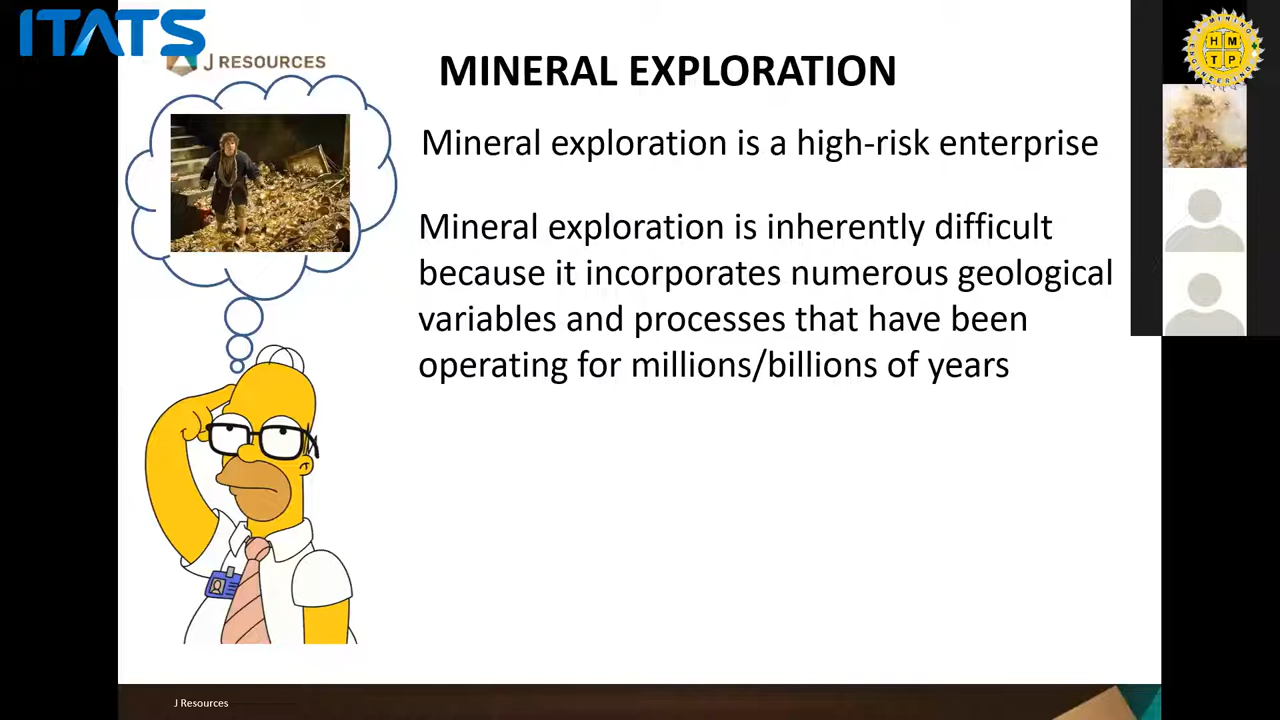 ITATS
J RESOURCES
MINERAL EXPLORATION
Mineral exploration is a high-risk enterprise
Mineral exploration is inherently difficult
because it incorporates numerous geological
variables and processes that have been
operating for millions/billions of years
H M
T P
J Resources